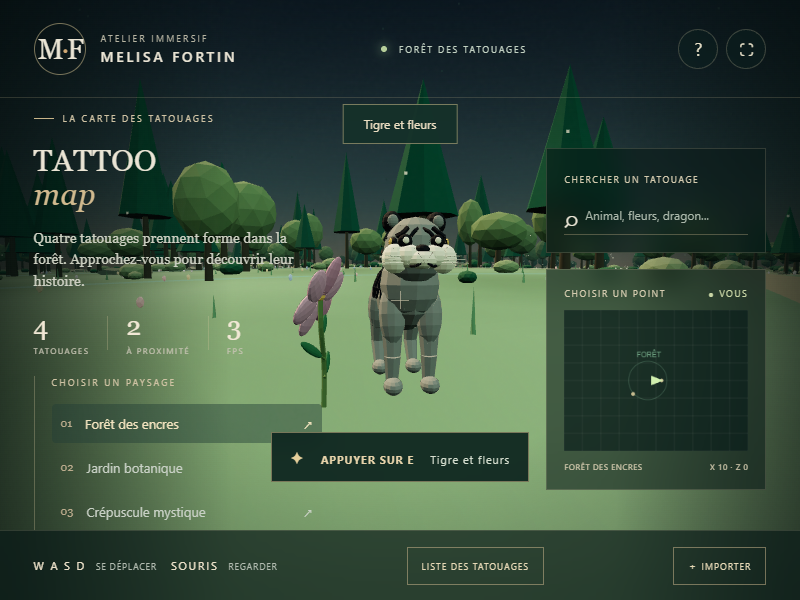 M·F
ATELIER IMMERSIF
MELISA FORTIN
FORÊT DES TATOUAGES
?
LA CARTE DES TATOUAGES
TATTOO
map
Quatre tatouages prennent forme dans la
forêt. Approchez-vous pour découvrir leur
histoire.
4
TATOUAGES
2
À PROXIMITÉ
3
FPS
CHOISIR UN PAYSAGE
01 Forêt des encres ↗
02 Jardin botanique
03 Crépuscule mystique ↗
Tigre et fleurs
✦ APPUYER SUR E Tigre et fleurs
CHERCHER UN TATOUAGE
Animal, fleurs, dragon...
CHOISIR UN POINT
VOUS
FORÊT
FORÊT DES ENCRES
X 10 · Z 0
W A S D SE DÉPLACER SOURIS REGARDER
LISTE DES TATOUAGES
+ IMPORTER